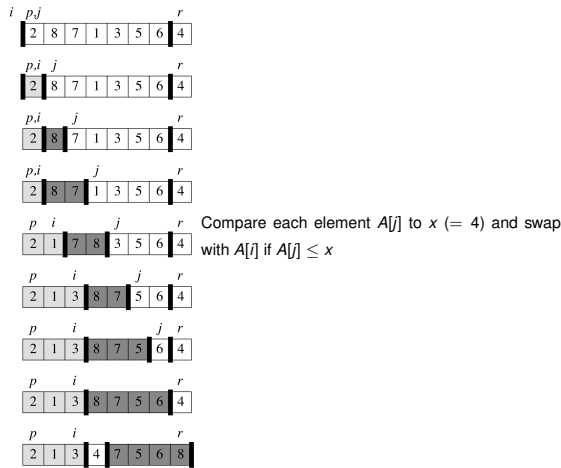 i p,j r
2 8 7 1 3 5 6 4
p,i j r
2 8 7 1 3 5 6 4
p,i j r
2 8 7 1 3 5 6 4
p,i j r
2 8 7 1 3 5 6 4
p i j r
2 1 7 8 3 5 6 4
Compare each element A[j] to x (= 4) and swap
with A[i] if A[j] ≤ x
p i j r
2 1 3 8 7 5 6 4
p i j r
2 1 3 8 7 5 6 4
p i r
2 1 3 8 7 5 6 4
p i r
2 1 3 4 7 5 6 8